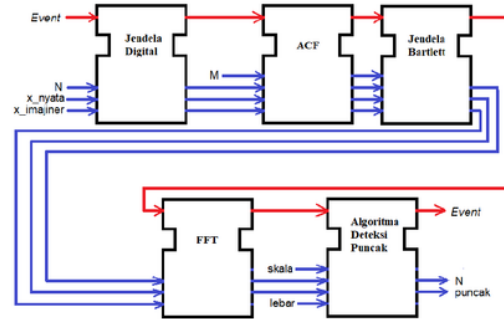 Event
Jendela
Digital
ACF
Jendela
Bartlett
M
N
x_nyata
x_imajiner
FFT
Algoritma
Deteksi
Puncak
Event
skala
lebar
N
puncak